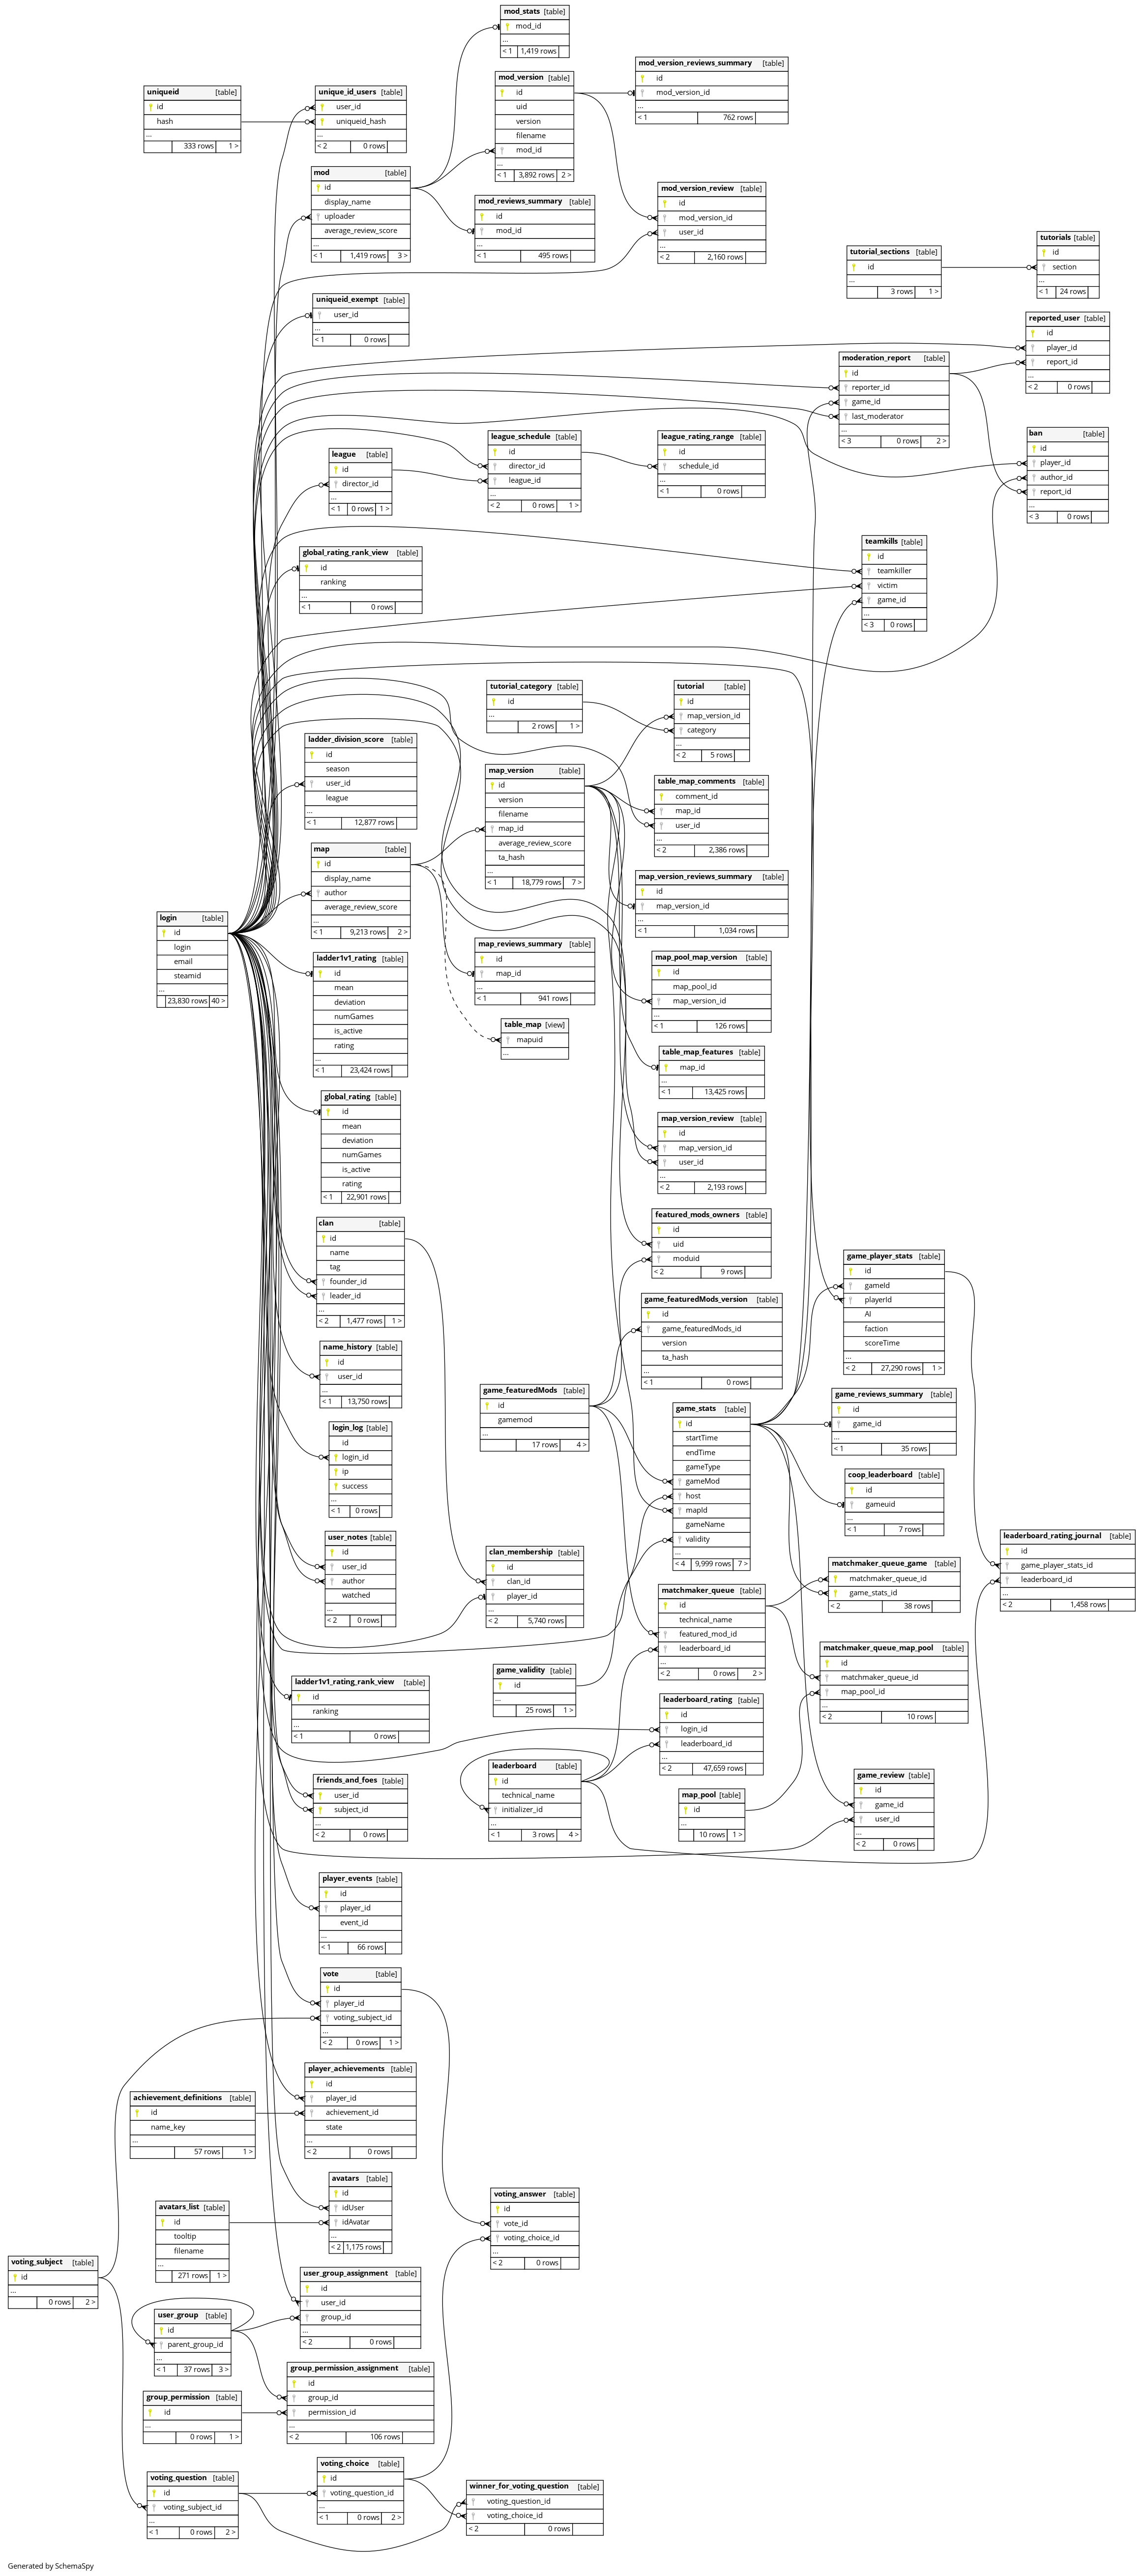 mod_stats [table]
mod_id
...
< 1 1,419 rows
mod_version [table]
id
uid
version
filename
mod_id
...
< 1 3,892 rows 2 >
mod_version_reviews_summary [table]
id
mod_version_id
...
< 1 762 rows
uniqueid [table]
id
hash
...
333 rows 1 >
unique_id_users [table]
user_id
uniqueid_hash
...
< 2 0 rows
mod [table]
id
display_name
uploader
average_review_score
...
< 1 1,419 rows 3 >
mod_reviews_summary [table]
id
mod_id
...
< 1 495 rows
mod_version_review [table]
id
mod_version_id
user_id
...
< 2 2,160 rows
tutorial_sections [table]
id
...
3 rows 1 >
tutorials [table]
id
section
...
< 1 24 rows
uniqueid_exempt [table]
user_id
...
< 1 0 rows
reported_user [table]
id
player_id
report_id
...
< 2 0 rows
moderation_report [table]
id
reporter_id
game_id
last_moderator
...
< 3 0 rows 2 >
ban [table]
id
player_id
author_id
report_id
...
< 3 0 rows
league [table]
id
director_id
...
< 1 0 rows 1 >
league_schedule [table]
id
director_id
league_id
...
< 2 0 rows 1 >
league_rating_range [table]
id
schedule_id
...
< 1 0 rows
global_rating_rank_view [table]
id
ranking
...
< 1 0 rows
teamkills [table]
id
teamkiller
victim
game_id
...
< 3 0 rows
tutorial_category [table]
id
...
2 rows 1 >
tutorial [table]
id
map_version_id
category
...
< 2 5 rows
ladder_division_score [table]
id
season
user_id
league
...
< 1 12,877 rows
map_version [table]
id
version
filename
map_id
average_review_score
ta_hash
...
< 1 18,779 rows 7 >
table_map_comments [table]
comment_id
map_id
user_id
...
< 2 2,386 rows
map [table]
id
display_name
author
average_review_score
...
< 1 9,213 rows 2 >
map_version_reviews_summary [table]
id
map_version_id
...
< 1 1,034 rows
login [table]
id
login
email
steamid
...
23,830 rows 40 >
map_reviews_summary [table]
id
map_id
...
< 1 941 rows
map_pool_map_version [table]
id
map_pool_id
map_version_id
...
< 1 126 rows
ladder1v1_rating [table]
id
mean
deviation
numGames
is_active
rating
...
< 1 23,424 rows
table_map [view]
mapuid
...
table_map_features [table]
map_id
...
< 1 13,425 rows
global_rating [table]
id
mean
deviation
numGames
is_active
rating
< 1 22,901 rows
map_version_review [table]
id
map_version_id
user_id
...
< 2 2,193 rows
clan [table]
id
name
tag
founder_id
leader_id
...
< 2 1,477 rows 1 >
featured_mods_owners [table]
id
uid
moduid
< 2 9 rows
game_player_stats [table]
id
gameId
playerId
AI
faction
scoreTime
...
< 2 27,290 rows 1 >
game_featuredMods_version [table]
id
game_featuredMods_id
version
ta_hash
...
< 1 0 rows
name_history [table]
id
user_id
...
< 1 13,750 rows
game_featuredMods [table]
id
gamemod
...
17 rows 4 >
game_stats [table]
id
startTime
endTime
gameType
gameMod
host
mapId
gameName
validity
...
< 4 9,999 rows 7 >
game_reviews_summary [table]
id
game_id
...
< 1 35 rows
login_log [table]
id
login_id
ip
success
...
< 1 0 rows
coop_leaderboard [table]
id
gameuid
...
< 1 7 rows
user_notes [table]
id
user_id
author
watched
...
< 2 0 rows
clan_membership [table]
id
clan_id
player_id
...
< 2 5,740 rows
leaderboard_rating_journal [table]
id
game_player_stats_id
leaderboard_id
...
< 2 1,458 rows
matchmaker_queue_game [table]
matchmaker_queue_id
game_stats_id
< 2 38 rows
matchmaker_queue [table]
id
technical_name
featured_mod_id
leaderboard_id
...
< 2 0 rows 2 >
matchmaker_queue_map_pool [table]
id
matchmaker_queue_id
map_pool_id
...
< 2 10 rows
game_validity [table]
id
...
25 rows 1 >
ladder1v1_rating_rank_view [table]
id
ranking
...
< 1 0 rows
leaderboard_rating [table]
id
login_id
leaderboard_id
...
< 2 47,659 rows
leaderboard [table]
id
technical_name
initializer_id
...
< 1 3 rows 4 >
map_pool [table]
id
...
10 rows 1 >
game_review [table]
id
game_id
user_id
...
< 2 0 rows
friends_and_foes [table]
user_id
subject_id
...
< 2 0 rows
player_events [table]
id
player_id
event_id
...
< 1 66 rows
vote [table]
id
player_id
voting_subject_id
...
< 2 0 rows 1 >
player_achievements [table]
id
player_id
achievement_id
state
...
< 2 0 rows
achievement_definitions [table]
id
name_key
...
57 rows 1 >
avatars [table]
id
idUser
idAvatar
...
< 2 1,175 rows
avatars_list [table]
id
tooltip
filename
...
271 rows 1 >
voting_answer [table]
id
vote_id
voting_choice_id
...
< 2 0 rows
voting_subject [table]
id
...
0 rows 2 >
user_group_assignment [table]
id
user_id
group_id
...
< 2 0 rows
user_group [table]
id
parent_group_id
...
< 1 37 rows 3 >
group_permission_assignment [table]
id
group_id
permission_id
...
< 2 106 rows
group_permission [table]
id
...
0 rows 1 >
voting_choice [table]
id
voting_question_id
...
< 1 0 rows 2 >
voting_question [table]
id
voting_subject_id
...
< 1 0 rows 2 >
winner_for_voting_question [table]
voting_question_id
voting_choice_id
< 2 0 rows
Generated by SchemaSpy